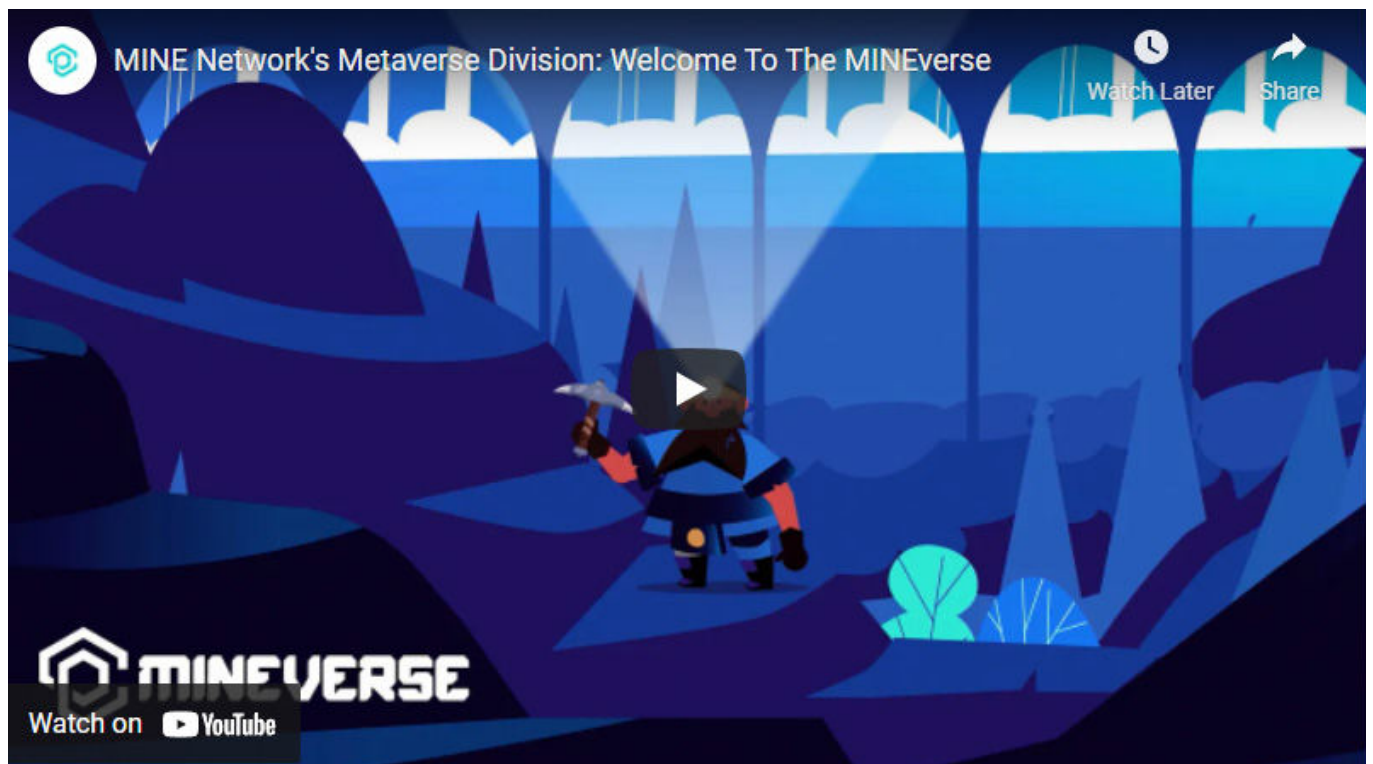 MINE Network's Metaverse Division: Welcome To The MINEverse
Watch Later
Share
MINEVERSE
Watch on YouTube